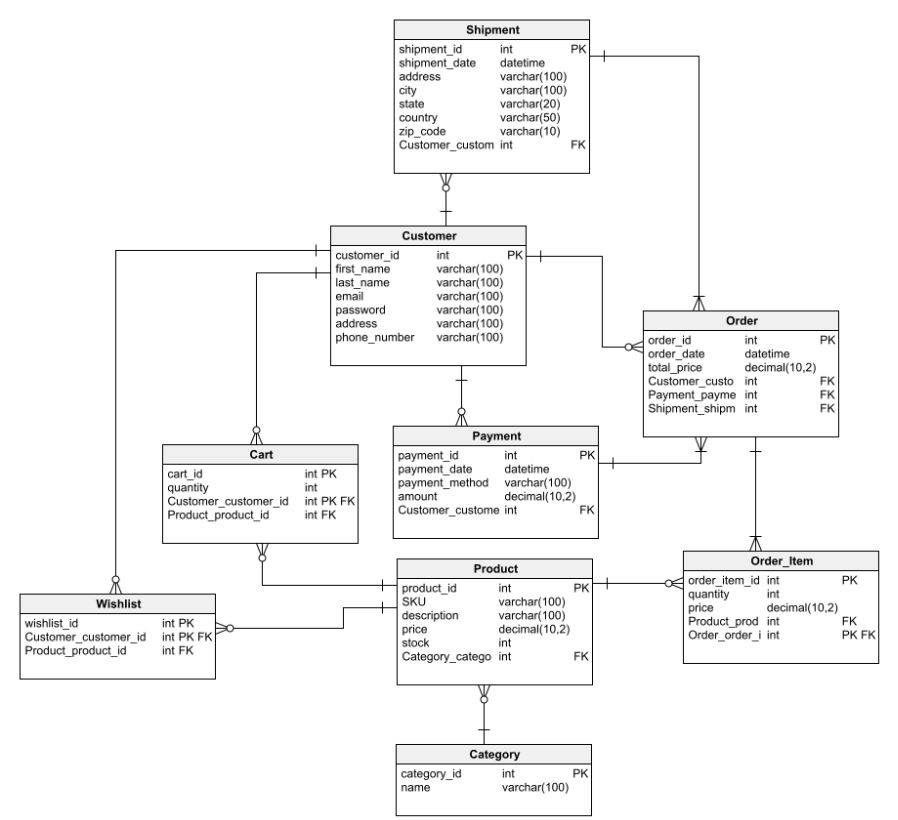 Shipment
shipment_id int PK
shipment_date datetime
address varchar(100)
city varchar(100)
state varchar(20)
country varchar(50)
zip_code varchar(10)
Customer_custom int FK
Customer
customer_id int PK
first_name varchar(100)
last_name varchar(100)
email varchar(100)
password varchar(100)
address varchar(100)
phone_number varchar(100)
Order
order_id int PK
order_date datetime
total_price decimal(10,2)
Customer_custo int FK
Payment_payme int FK
Shipment_shipm int FK
Cart
cart_id int PK
quantity int
Customer_customer_id int PK FK
Product_product_id int FK
Payment
payment_id int PK
payment_date datetime
payment_method varchar(100)
amount decimal(10,2)
Customer_custome int FK
Wishlist
wishlist_id int PK
Customer_customer_id int PK FK
Product_product_id int FK
Product
product_id int PK
SKU varchar(100)
description varchar(100)
price decimal(10,2)
stock int
Category_catego int FK
Order_Item
order_item_id int PK
quantity int
price decimal(10,2)
Product_prod int FK
Order_order_i int PK FK
Category
category_id int PK
name varchar(100)